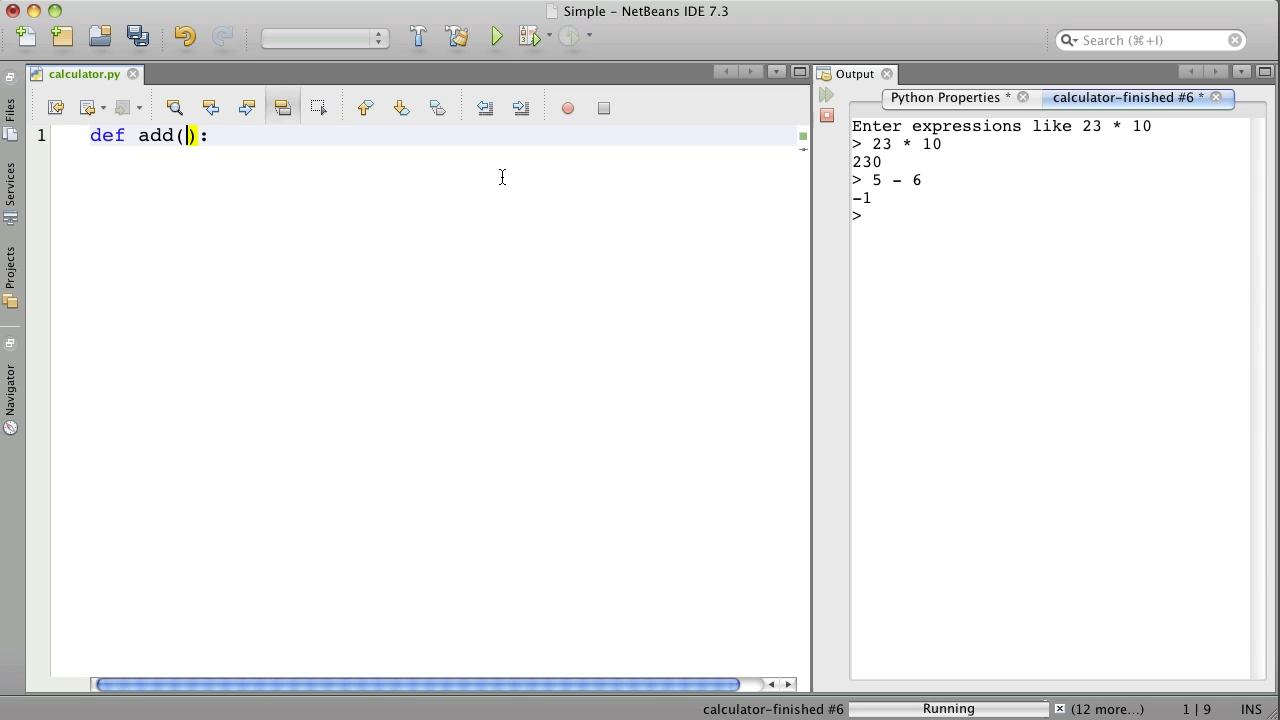 Simple – NetBeans IDE 7.3
Search (⌘+I)
calculator.py
Output
Files
Services
Projects
Navigator
Python Properties *
calculator-finished #6 *
1 def add():
Enter expressions like 23 * 10
> 23 * 10
230
> 5 - 6
-1
>
calculator-finished #6 Running (12 more...) 1 | 9 INS